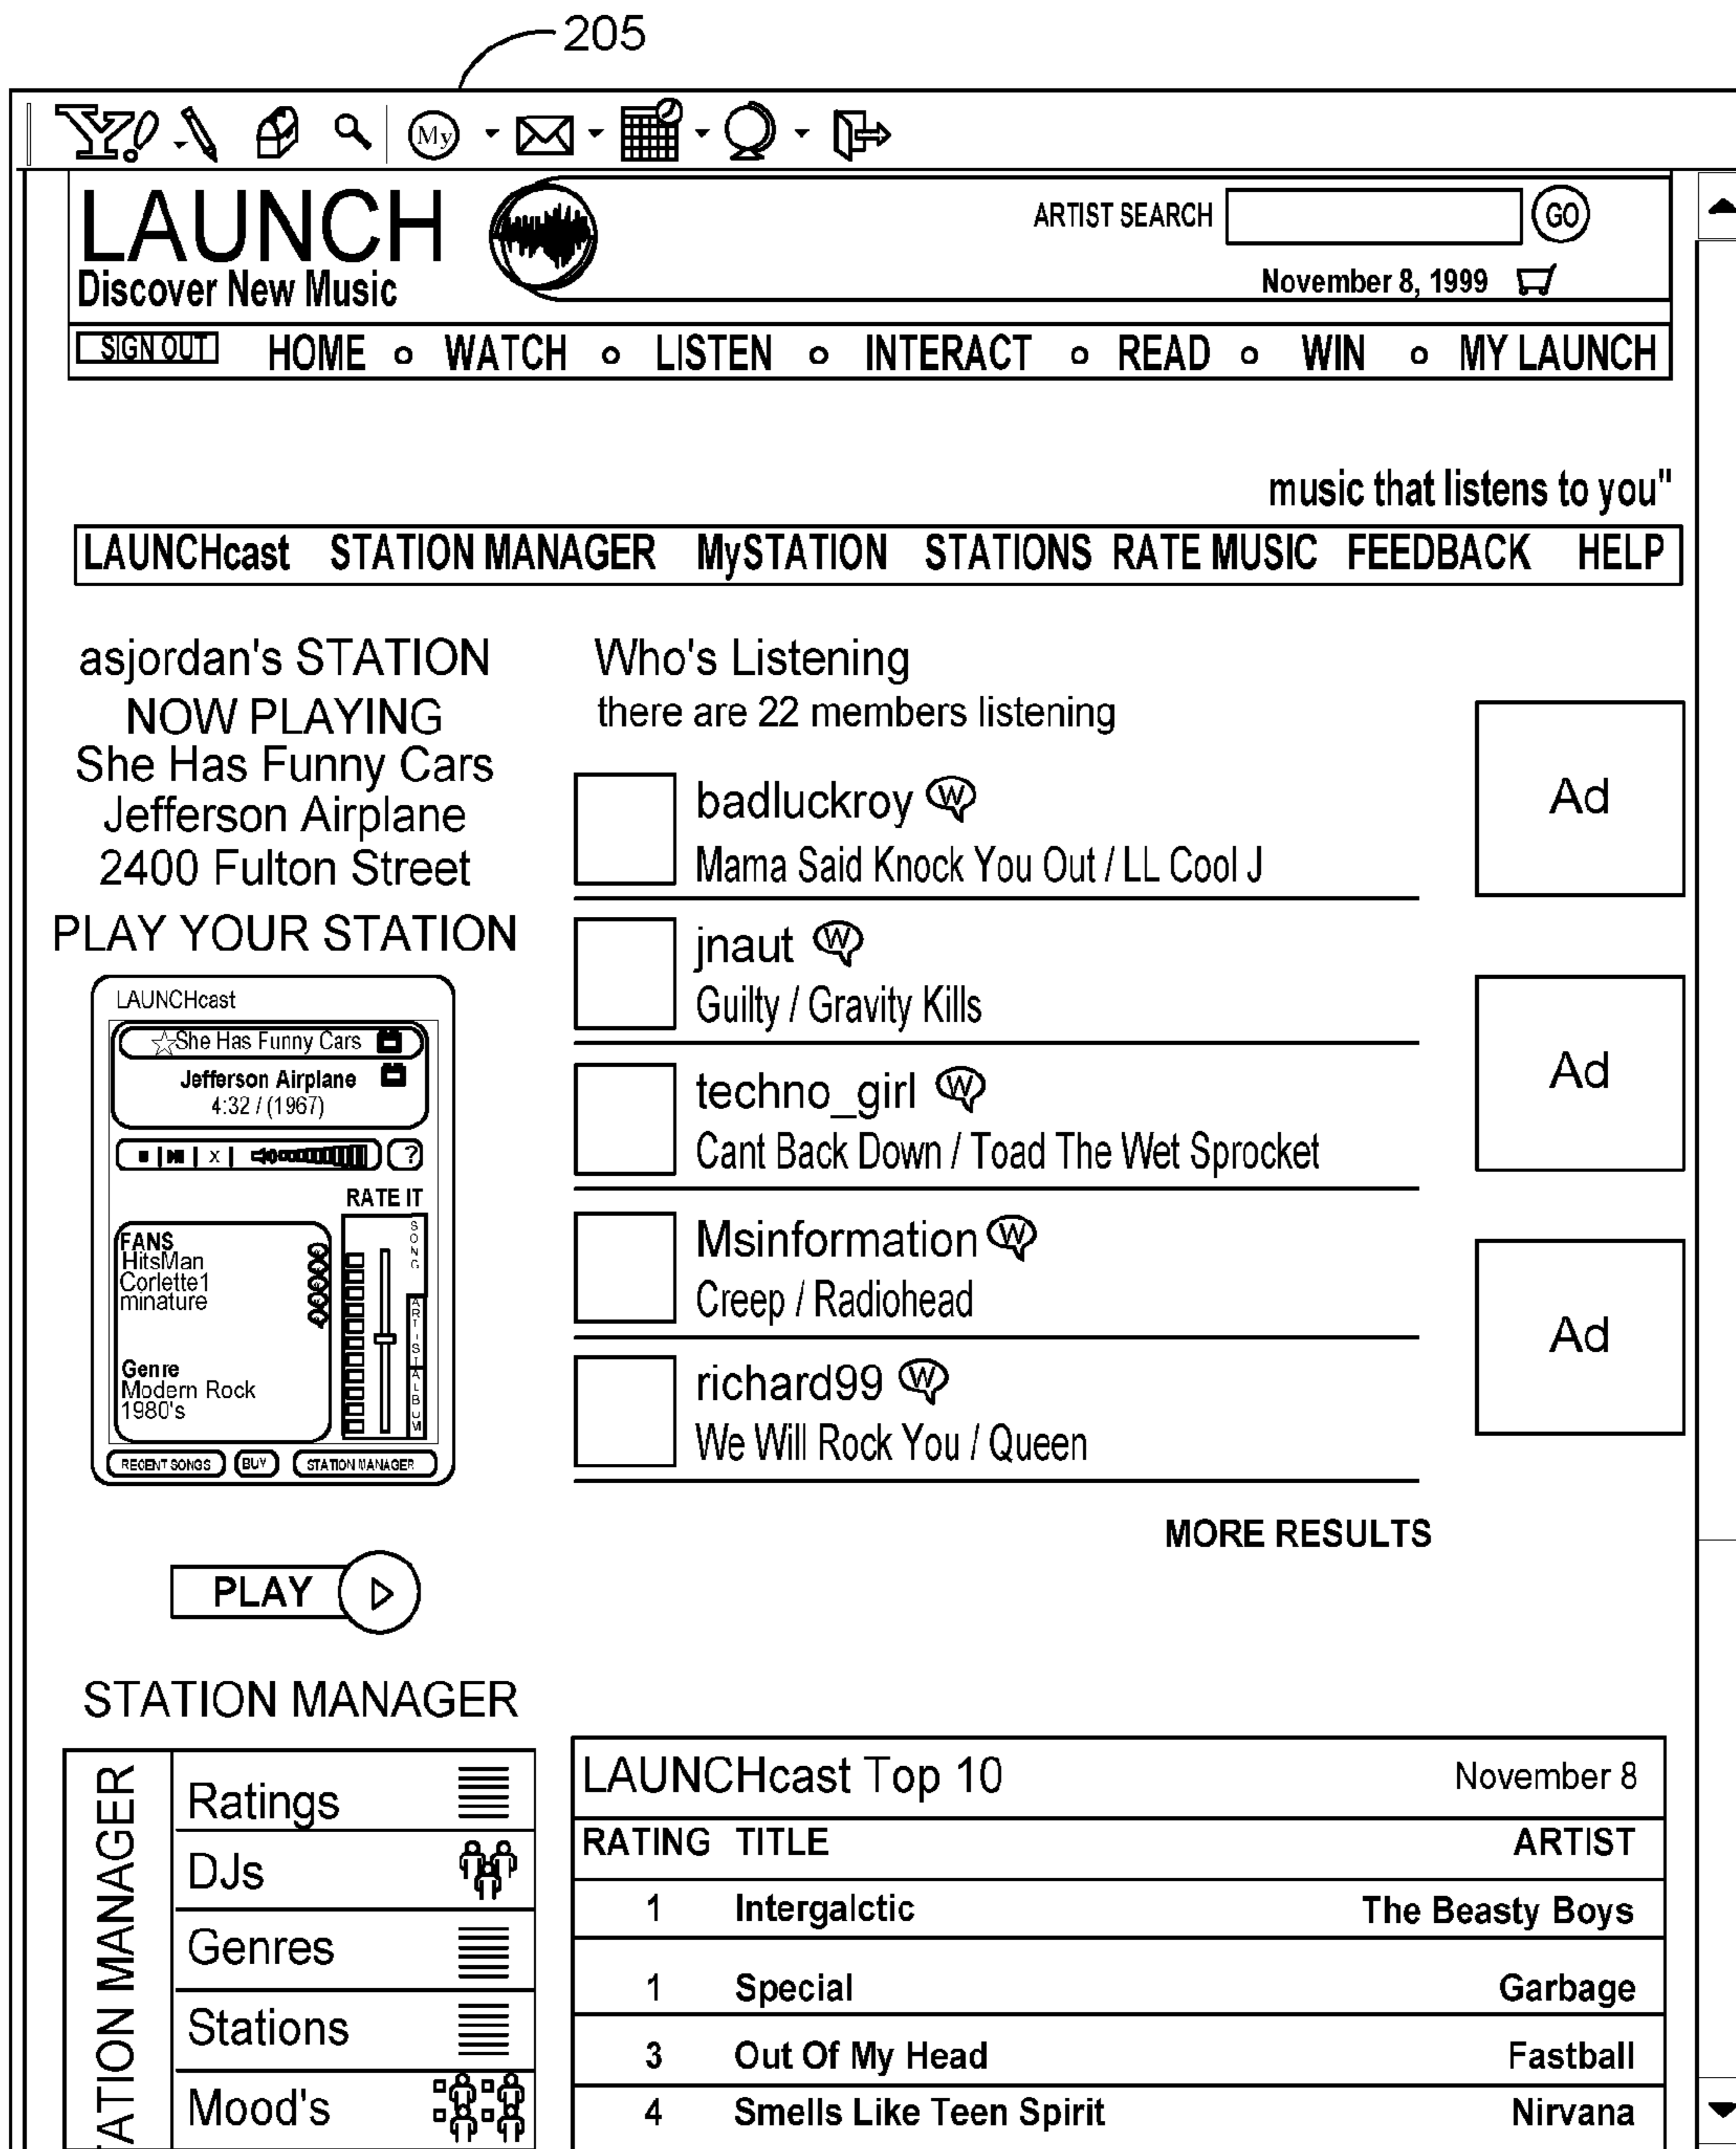 205
Y!
My
LAUNCH
Discover New Music
ARTIST SEARCH
GO
November 8, 1999
SIGN OUT HOME o WATCH o LISTEN o INTERACT o READ o WIN o MY LAUNCH
music that listens to you"
LAUNCHcast STATION MANAGER MySTATION STATIONS RATE MUSIC FEEDBACK HELP
asjordan's STATION
NOW PLAYING
She Has Funny Cars
Jefferson Airplane
2400 Fulton Street
PLAY YOUR STATION
LAUNCHcast
She Has Funny Cars
Jefferson Airplane
4:32 / (1967)
X
?
RATE IT
SONG
ARTIST
ALBUM
FANS
HitsMan
Corlette1
minature
Genre
Modern Rock
1980's
RECENT SONGS
BUY
STATION MANAGER
PLAY
Who's Listening
there are 22 members listening
badluckroy W
Mama Said Knock You Out / LL Cool J
jnaut W
Guilty / Gravity Kills
techno_girl W
Cant Back Down / Toad The Wet Sprocket
Msinformation W
Creep / Radiohead
richard99 W
We Will Rock You / Queen
MORE RESULTS
Ad
Ad
Ad
STATION MANAGER
TATION MANAGER
Ratings
DJs
Genres
Stations
Mood's
LAUNCHcast Top 10 November 8
RATING TITLE ARTIST
1 Intergalctic The Beasty Boys
1 Special Garbage
3 Out Of My Head Fastball
4 Smells Like Teen Spirit Nirvana